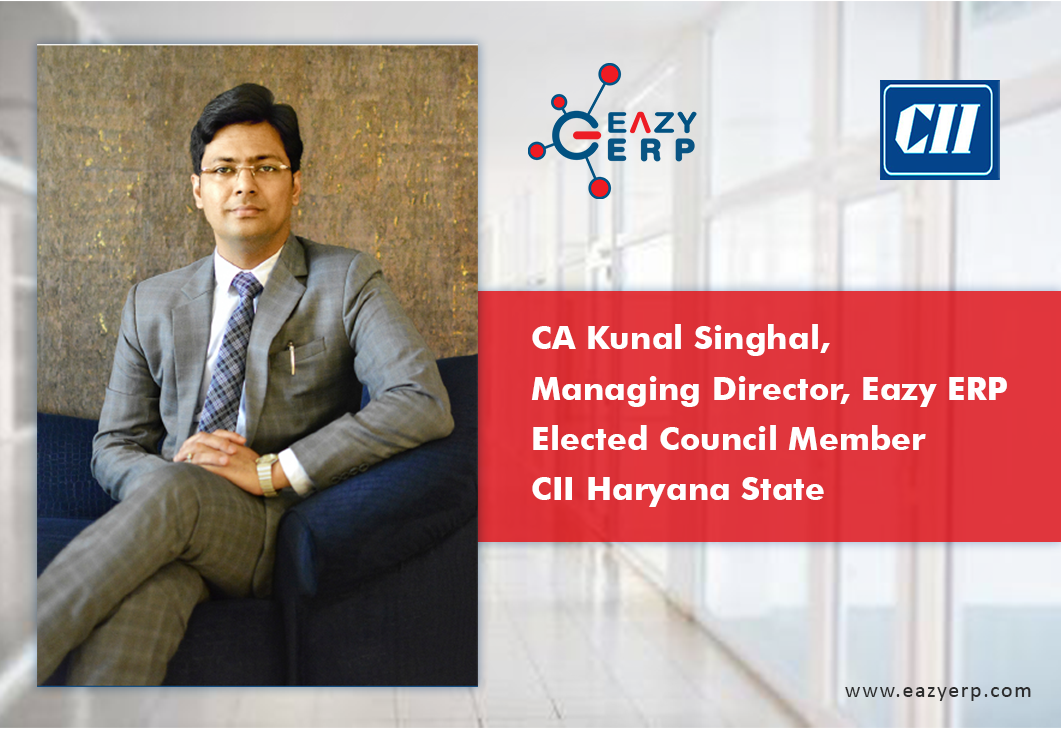 EAZY
ERP
CII
CA Kunal Singhal,
Managing Director, Eazy ERP
Elected Council Member
CII Haryana State
www.eazyerp.com